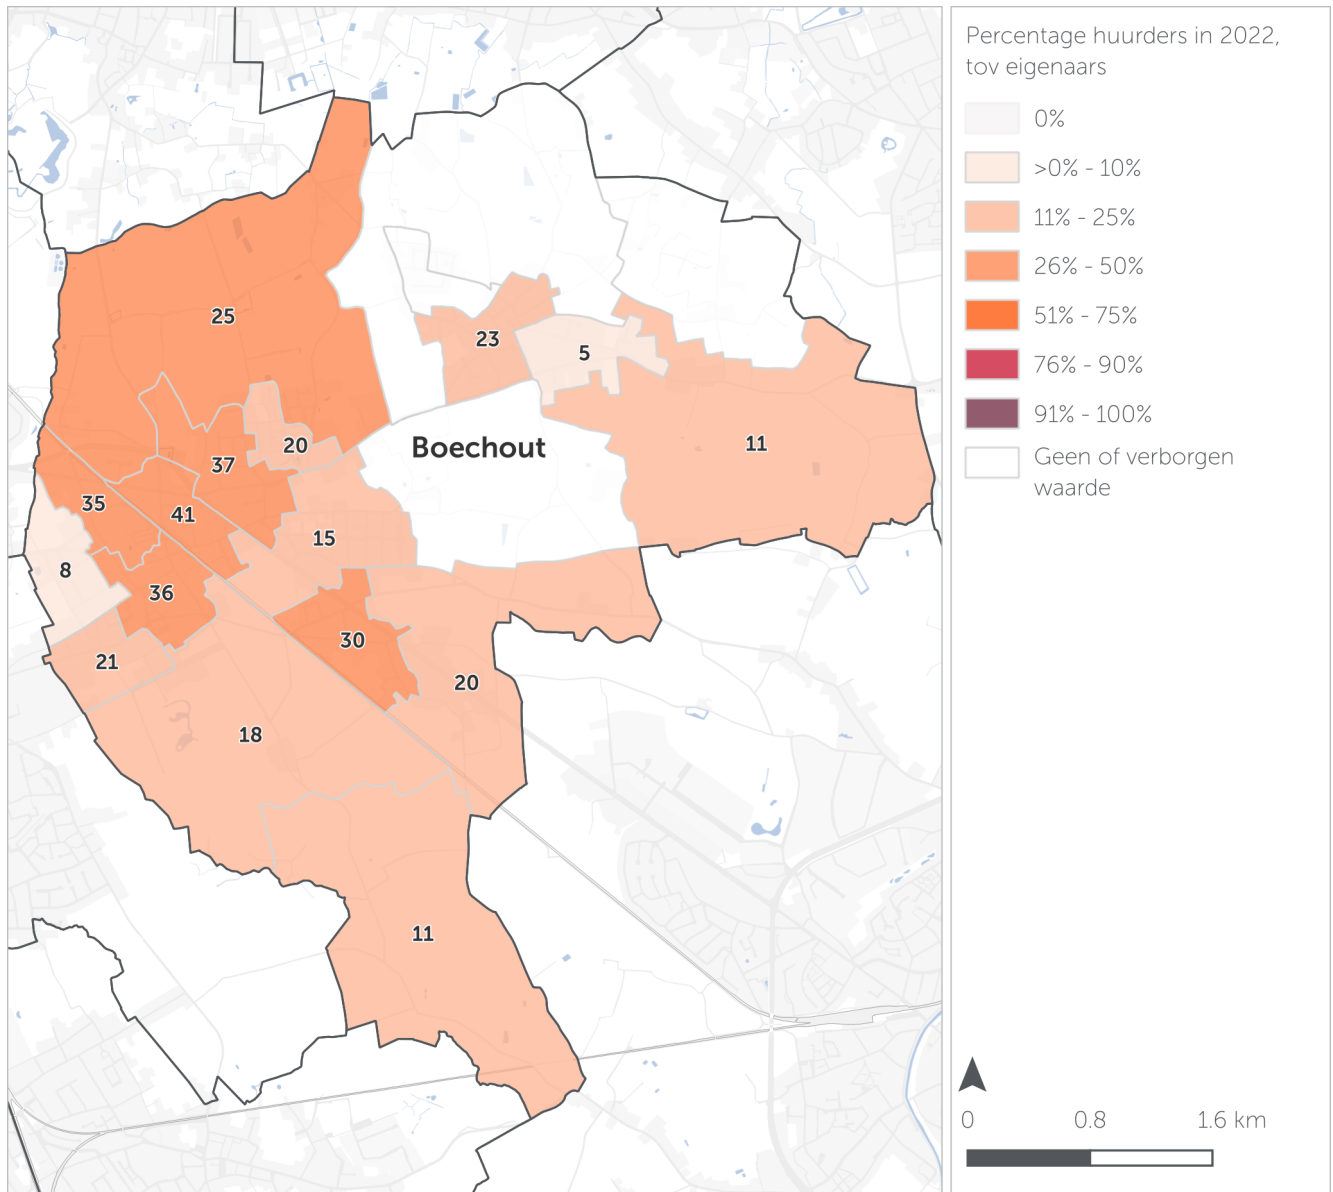 25
23
5
Boechout
11
20
37
35
41
15
8
36
30
21
20
18
11
Percentage huurders in 2022,
tov eigenaars
0%
>0% - 10%
11% - 25%
26% - 50%
51% - 75%
76% - 90%
91% - 100%
Geen of verborgen
waarde
0 0.8 1.6 km